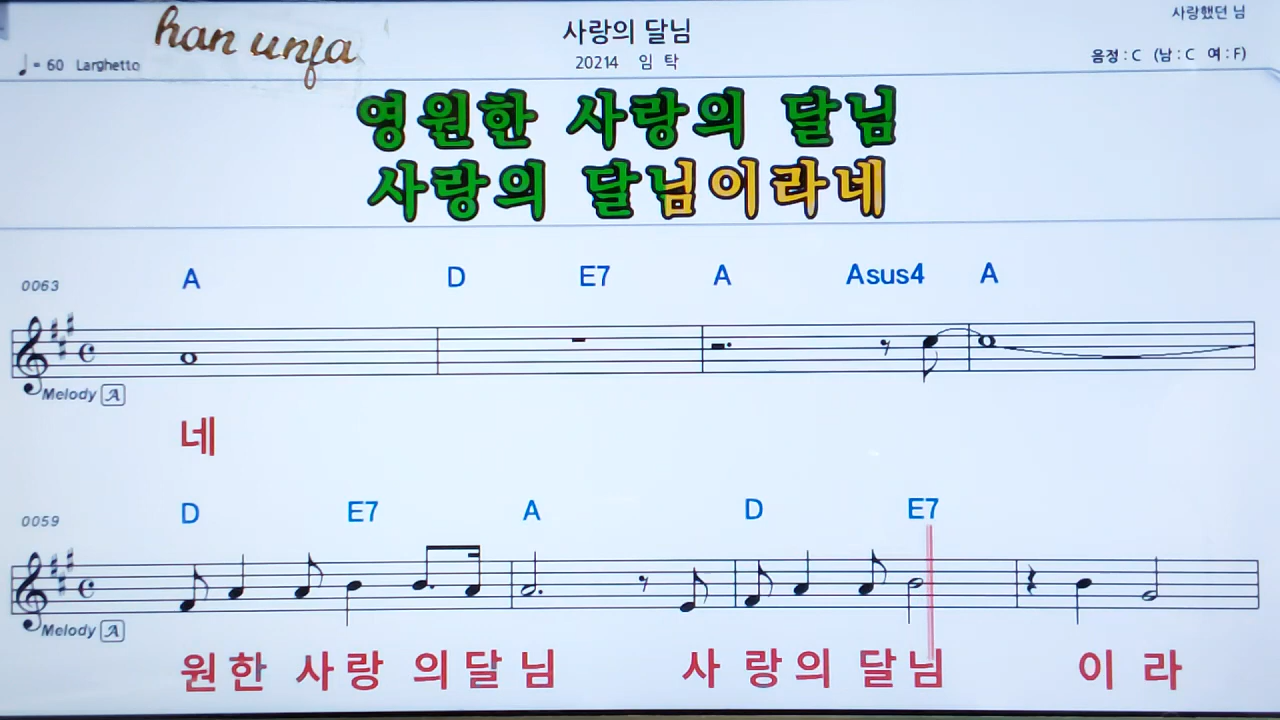 사랑했던 님
han unfa
사랑의 달님
♩= 60 Larghetto
20214 임 탁
음정 : C (남 : C 여 : F)
영원한 사랑의 달님
사랑의 달님이라네
0063
A D E7 A Asus4 A
Melody A
네
0059
D E7 A D E7
Melody A
원한 사랑 의달 님 사 랑의 달님 이 라